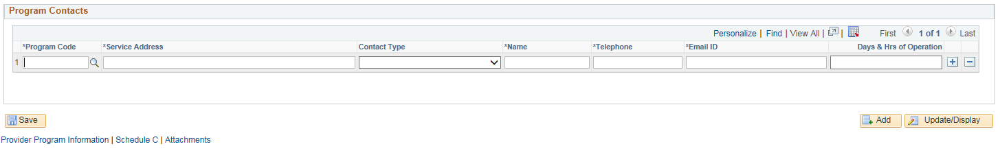 Program Contacts
Personalize | Find | View All | | First 1 of 1 Last
*Program Code *Service Address Contact Type *Name *Telephone *Email ID Days & Hrs of Operation
1
Save Add Update/Display
Provider Program Information | Schedule C | Attachments